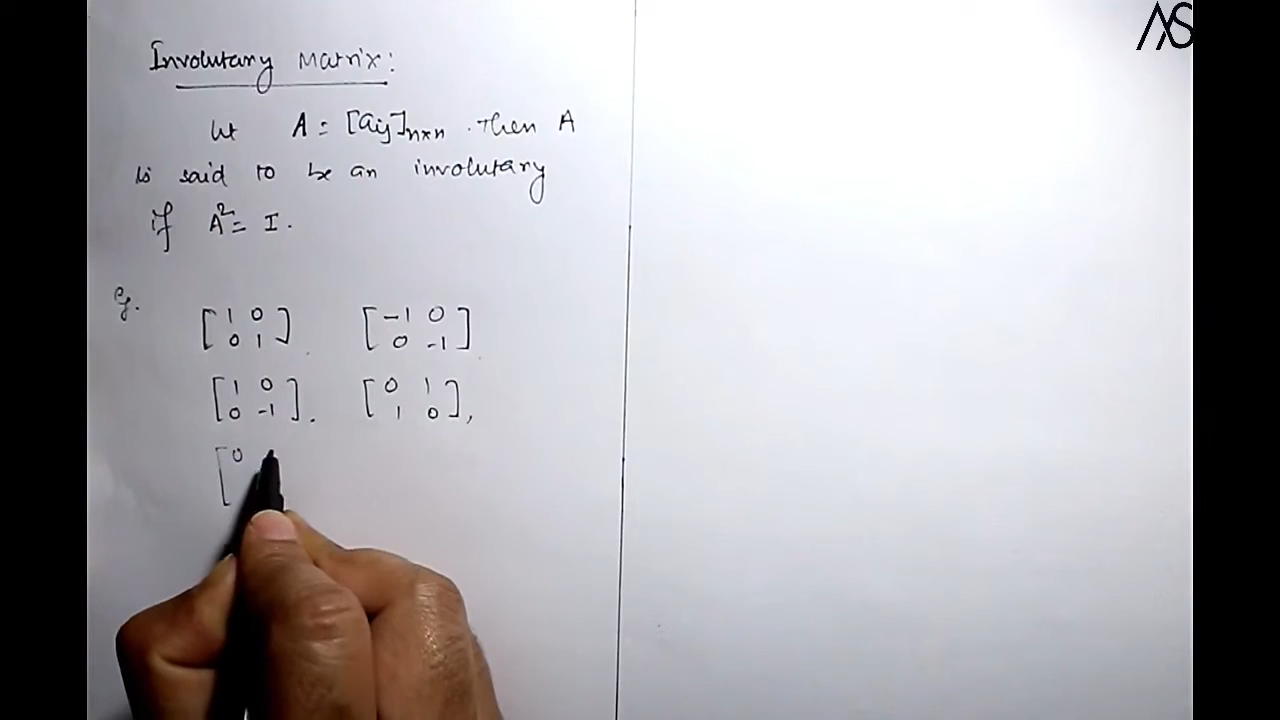 Involutary Matrix:
Let A = [aij]n×n . Then A
is said to be an involutary
if A² = I.
Eg.
[1 0 [-1 0
0 1] . 0 -1] .
[1 0 [0 1
0 -1] . 1 0] ,
[0
NS